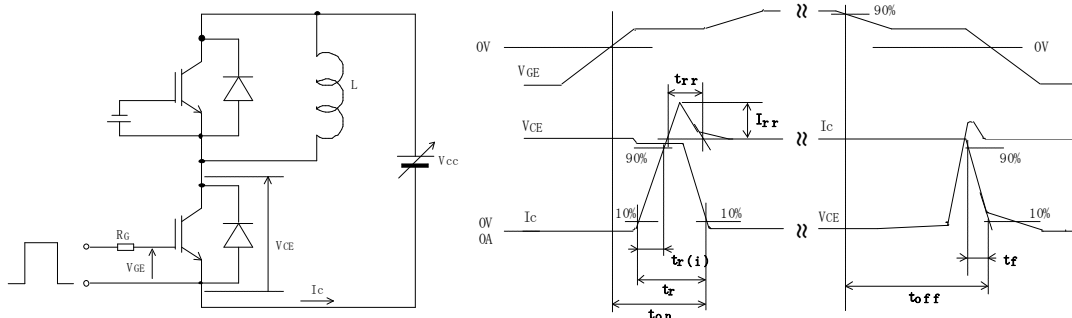 L
Vcc
RG
VGE
VCE
Ic
0V
VGE
VCE
Ic
0V
0A
90%
10%
10%
trr
Irr
tr(i)
tr
ton
90%
0V
Ic
90%
VCE
10%
tf
toff